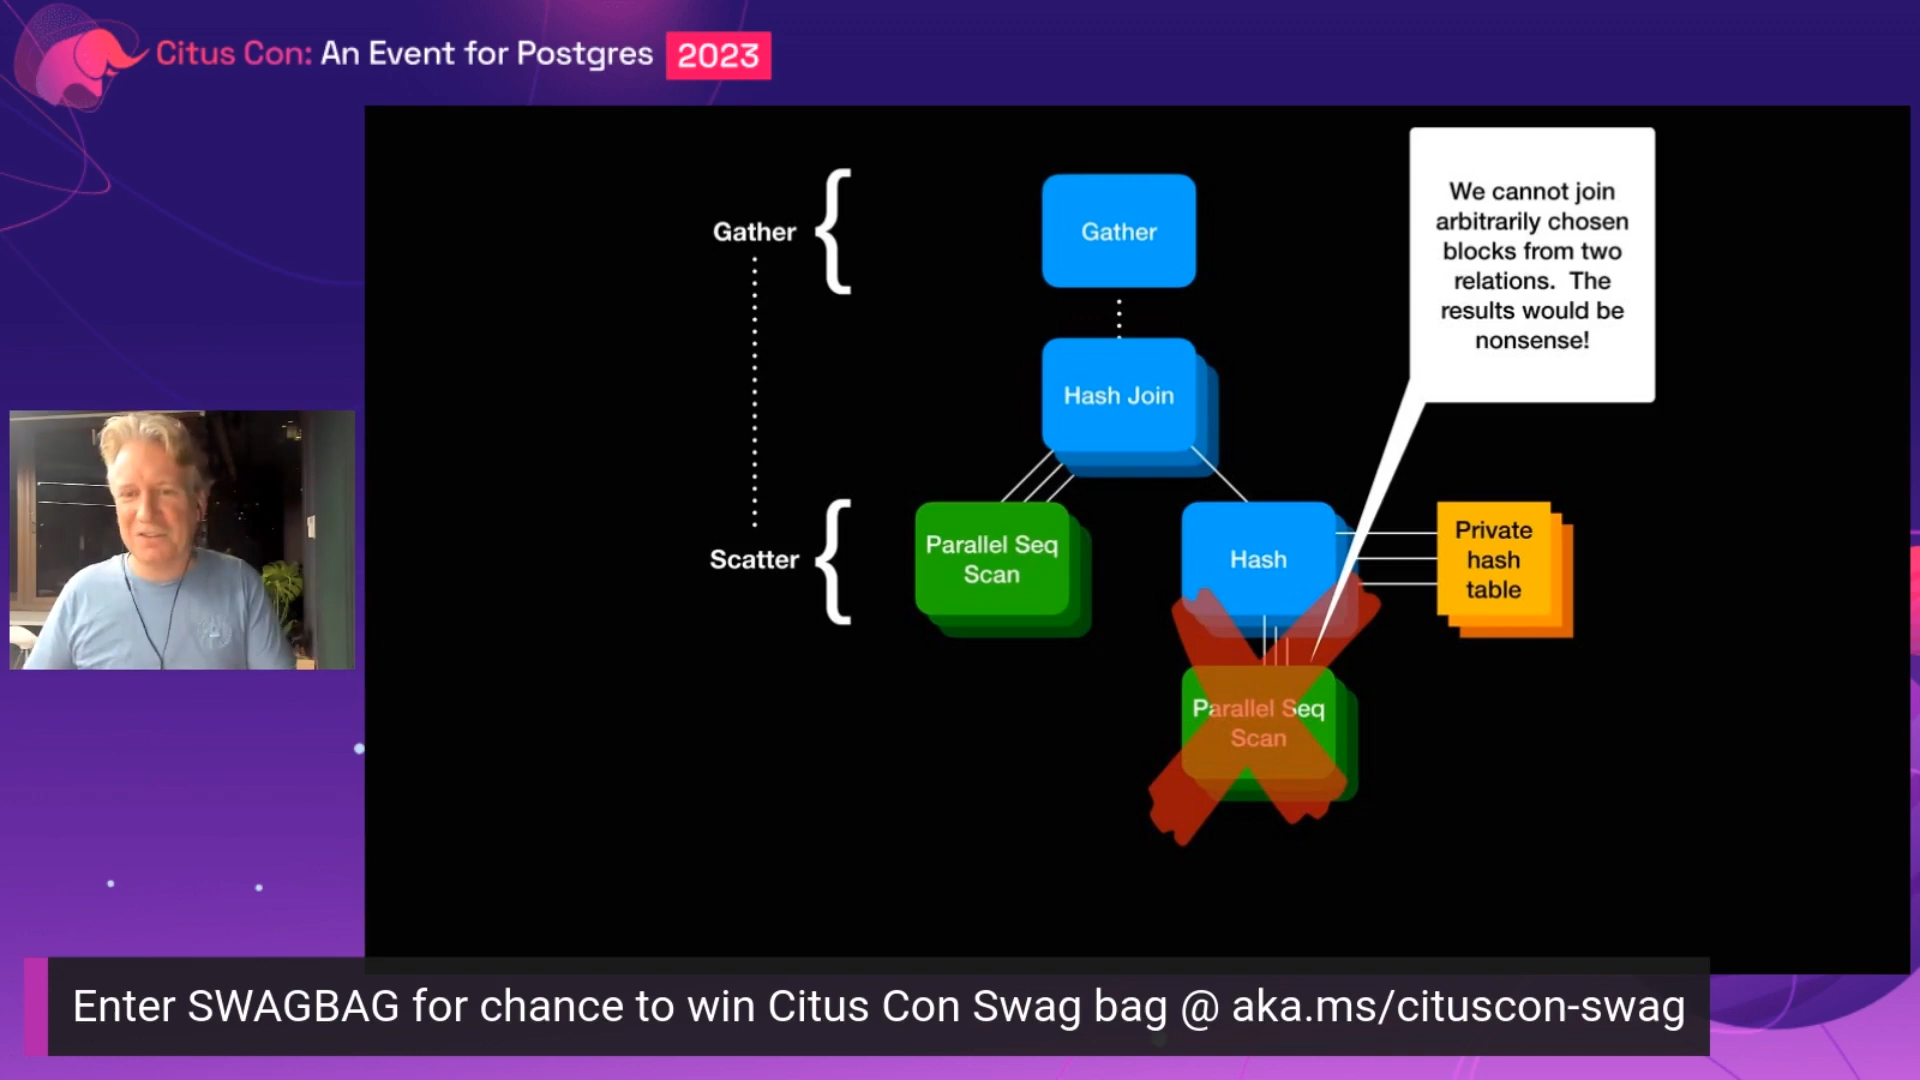 Citus Con: An Event for Postgres 2023
We cannot join
arbitrarily chosen
blocks from two
relations. The
results would be
nonsense!
Gather
Gather
Hash Join
Scatter
Parallel Seq
Scan
Hash
Private
hash
table
Parallel Seq
Scan
Enter SWAGBAG for chance to win Citus Con Swag bag @ aka.ms/cituscon-swag